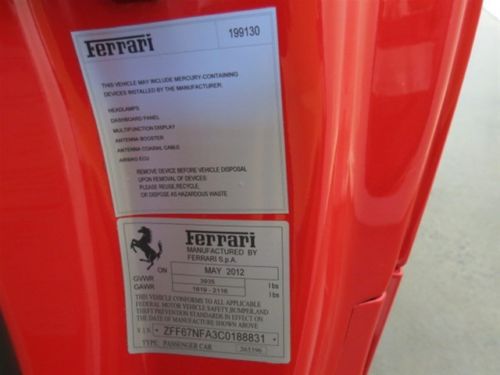 Ferrari 199130
THIS VEHICLE MAY INCLUDE MERCURY-CONTAINING
DEVICES INSTALLED BY THE MANUFACTURER.
HEADLAMPS
DASHBOARD PANEL
MULTIFUNCTION DISPLAY
ANTENNA BOOSTER
ANTENNA COAXIAL CABLE
AIRBAG ECU
REMOVE DEVICE BEFORE VEHICLE DISPOSAL
UPON REMOVAL OF DEVICES
PLEASE REUSE, RECYCLE,
OR DISPOSE AS HAZARDOUS WASTE
Ferrari
MANUFACTURED BY
FERRARI S.p.A.
ON MAY 2012
GVWR 3935 lbs
GAWR 1819 - 2116 lbs
THIS VEHICLE CONFORMS TO ALL APPLICABLE
FEDERAL MOTOR VEHICLE SAFETY, BUMPER, AND
THEFT PREVENTION STANDARDS IN EFFECT ON
THE DATE OF MANUFACTURE SHOWN ABOVE
V.I.N. * ZFF67NFA3C0188831 *
TYPE: PASSENGER CAR